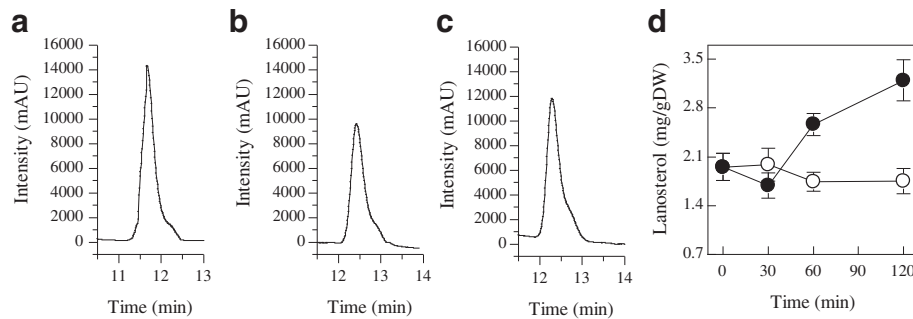 a
16000
14000
12000
10000
8000
6000
4000
2000
0
Intensity (mAU)
11 12 13
Time (min)
b
16000
14000
12000
10000
8000
6000
4000
2000
0
Intensity (mAU)
12 13 14
Time (min)
c
16000
14000
12000
10000
8000
6000
4000
2000
0
Intensity (mAU)
12 13 14
Time (min)
d
3.5
2.8
2.1
1.4
0.7
Lanosterol (mg/gDW)
0 30 60 90 120
Time (min)